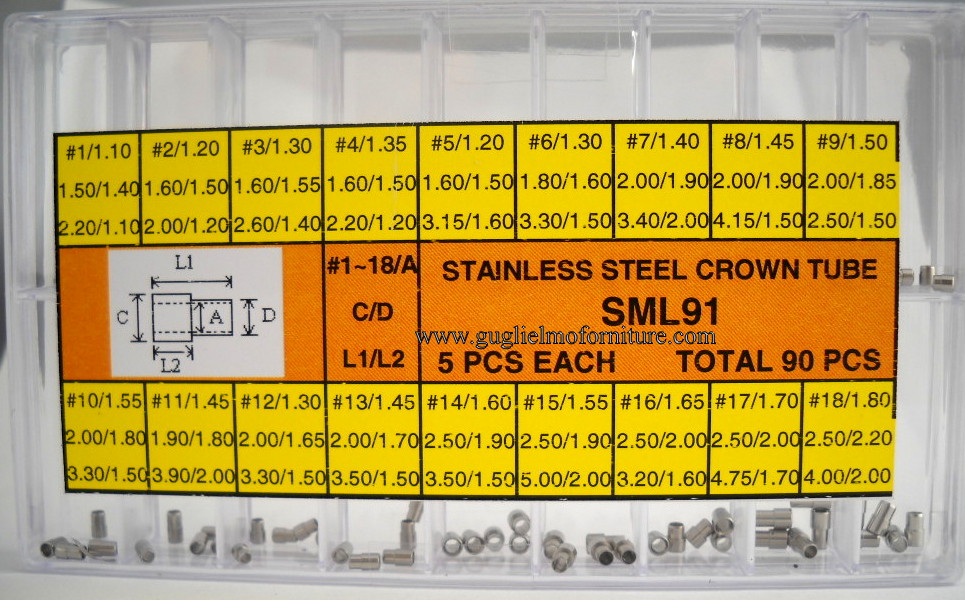 #1/1.10 #2/1.20 #3/1.30 #4/1.35 #5/1.20 #6/1.30 #7/1.40 #8/1.45 #9/1.50
1.50/1.40 1.60/1.50 1.60/1.55 1.60/1.50 1.60/1.50 1.80/1.60 2.00/1.90 2.00/1.90 2.00/1.85
2.20/1.10 2.00/1.20 2.60/1.40 2.20/1.20 3.15/1.60 3.30/1.50 3.40/2.00 4.15/1.50 2.50/1.50
L1
C A D
L2
#1~18/A
C/D
L1/L2
STAINLESS STEEL CROWN TUBE
SML91
www.guglielmoforniture.com
5 PCS EACH TOTAL 90 PCS
#10/1.55 #11/1.45 #12/1.30 #13/1.45 #14/1.60 #15/1.55 #16/1.65 #17/1.70 #18/1.80
2.00/1.80 1.90/1.80 2.00/1.65 2.00/1.70 2.50/1.90 2.50/1.90 2.50/2.00 2.50/2.00 2.50/2.20
3.30/1.50 3.90/2.00 3.30/1.50 3.50/1.50 3.50/1.50 5.00/2.00 3.20/1.60 4.75/1.70 4.00/2.00